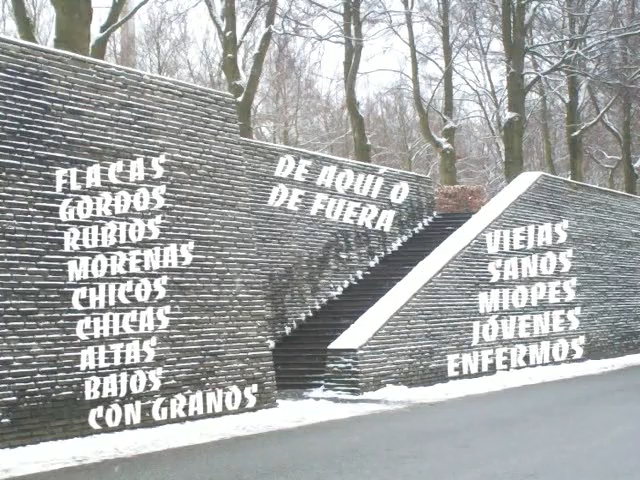 FLACAS
GORDOS
RUBIOS
MORENAS
CHICOS
CHICAS
ALTAS
BAJOS
CON GRANOS
DE AQUÍ O
DE FUERA
VIEJAS
SANOS
MIOPES
JÓVENES
ENFERMOS